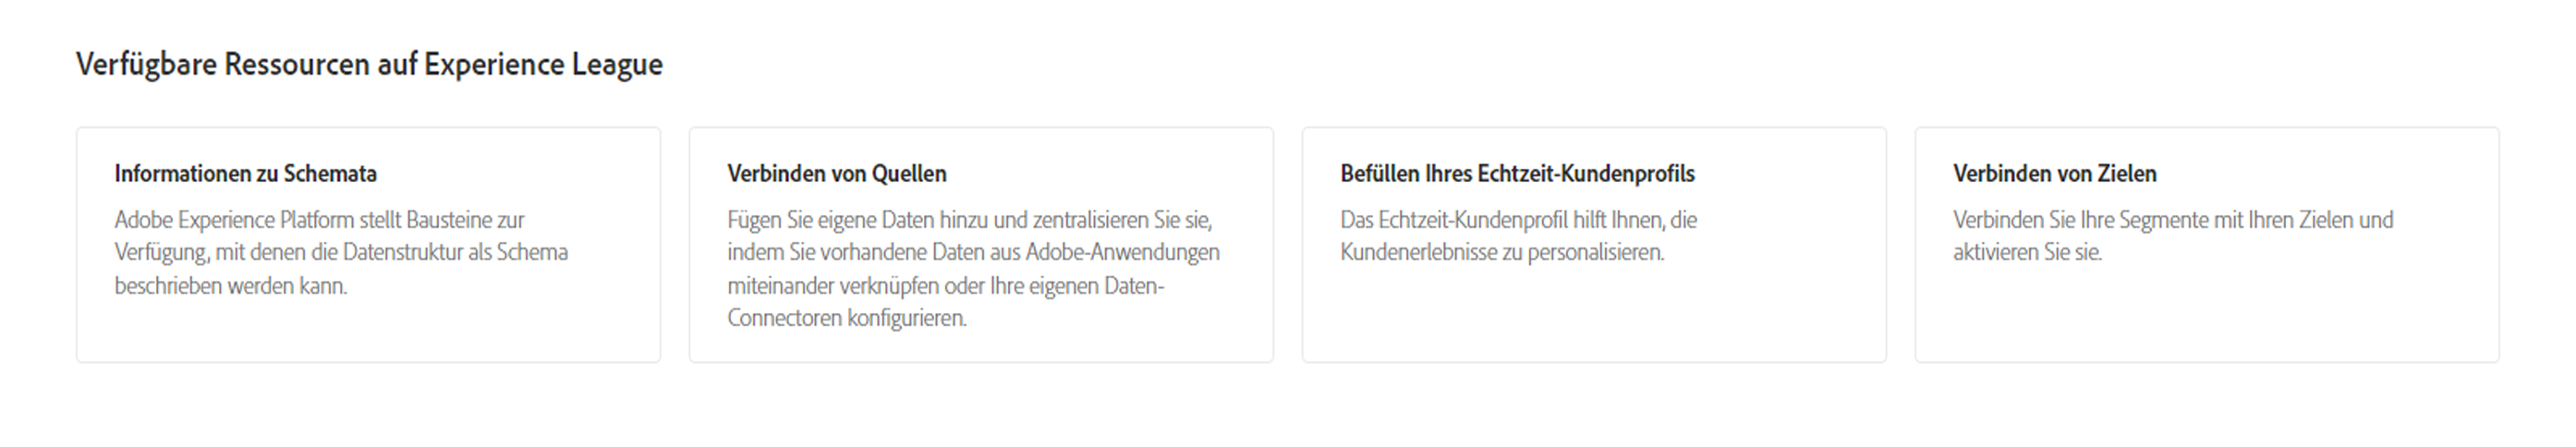 Verfügbare Ressourcen auf Experience League
Informationen zu Schemata
Adobe Experience Platform stellt Bausteine zur
Verfügung, mit denen die Datenstruktur als Schema
beschrieben werden kann.
Verbinden von Quellen
Fügen Sie eigene Daten hinzu und zentralisieren Sie sie,
indem Sie vorhandene Daten aus Adobe-Anwendungen
miteinander verknüpfen oder Ihre eigenen Daten-
Connectoren konfigurieren.
Befüllen Ihres Echtzeit-Kundenprofils
Das Echtzeit-Kundenprofil hilft Ihnen, die
Kundenerlebnisse zu personalisieren.
Verbinden von Zielen
Verbinden Sie Ihre Segmente mit Ihren Zielen und
aktivieren Sie sie.